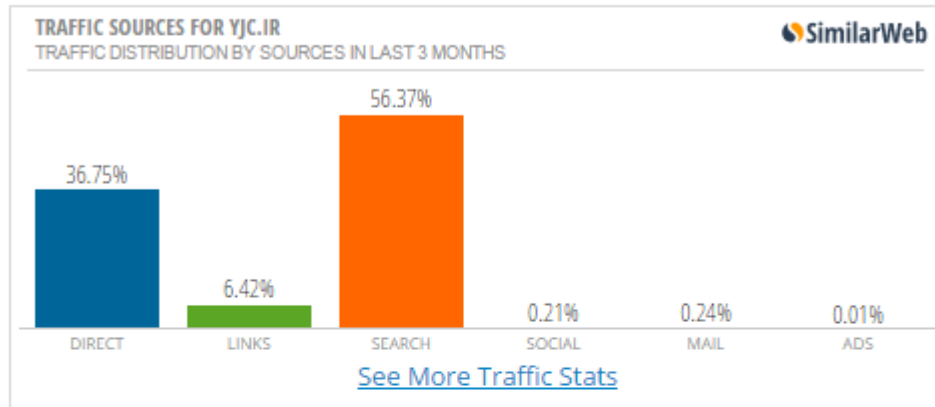 TRAFFIC SOURCES FOR YJC.IR
TRAFFIC DISTRIBUTION BY SOURCES IN LAST 3 MONTHS
SimilarWeb
56.37%
36.75%
6.42%
0.21%
0.24%
0.01%
DIRECT LINKS SEARCH SOCIAL MAIL ADS
See More Traffic Stats